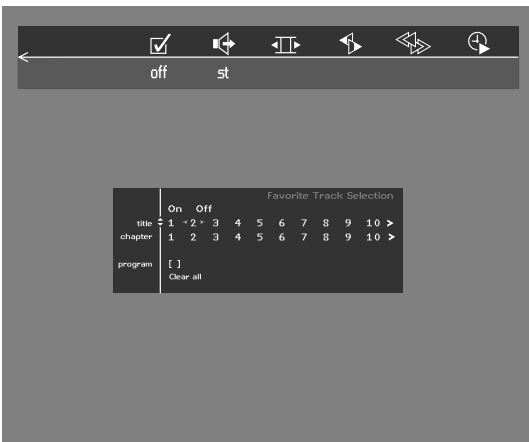 off st
Favorite Track Selection
On Off
title 1 2 3 4 5 6 7 8 9 10 >
chapter 1 2 3 4 5 6 7 8 9 10 >
program [ ]
Clear all